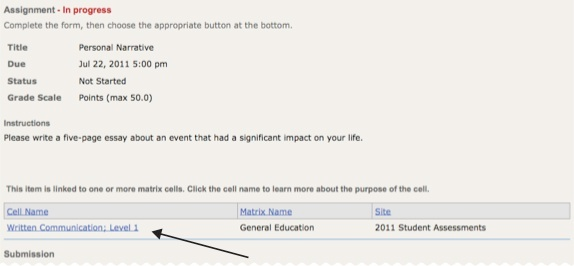 Assignment - In progress
Complete the form, then choose the appropriate button at the bottom.
Title Personal Narrative
Due Jul 22, 2011 5:00 pm
Status Not Started
Grade Scale Points (max 50.0)
Instructions
Please write a five-page essay about an event that had a significant impact on your life.
This item is linked to one or more matrix cells. Click the cell name to learn more about the purpose of the cell.
Cell Name Matrix Name Site
Written Communication; Level 1 General Education 2011 Student Assessments
Submission